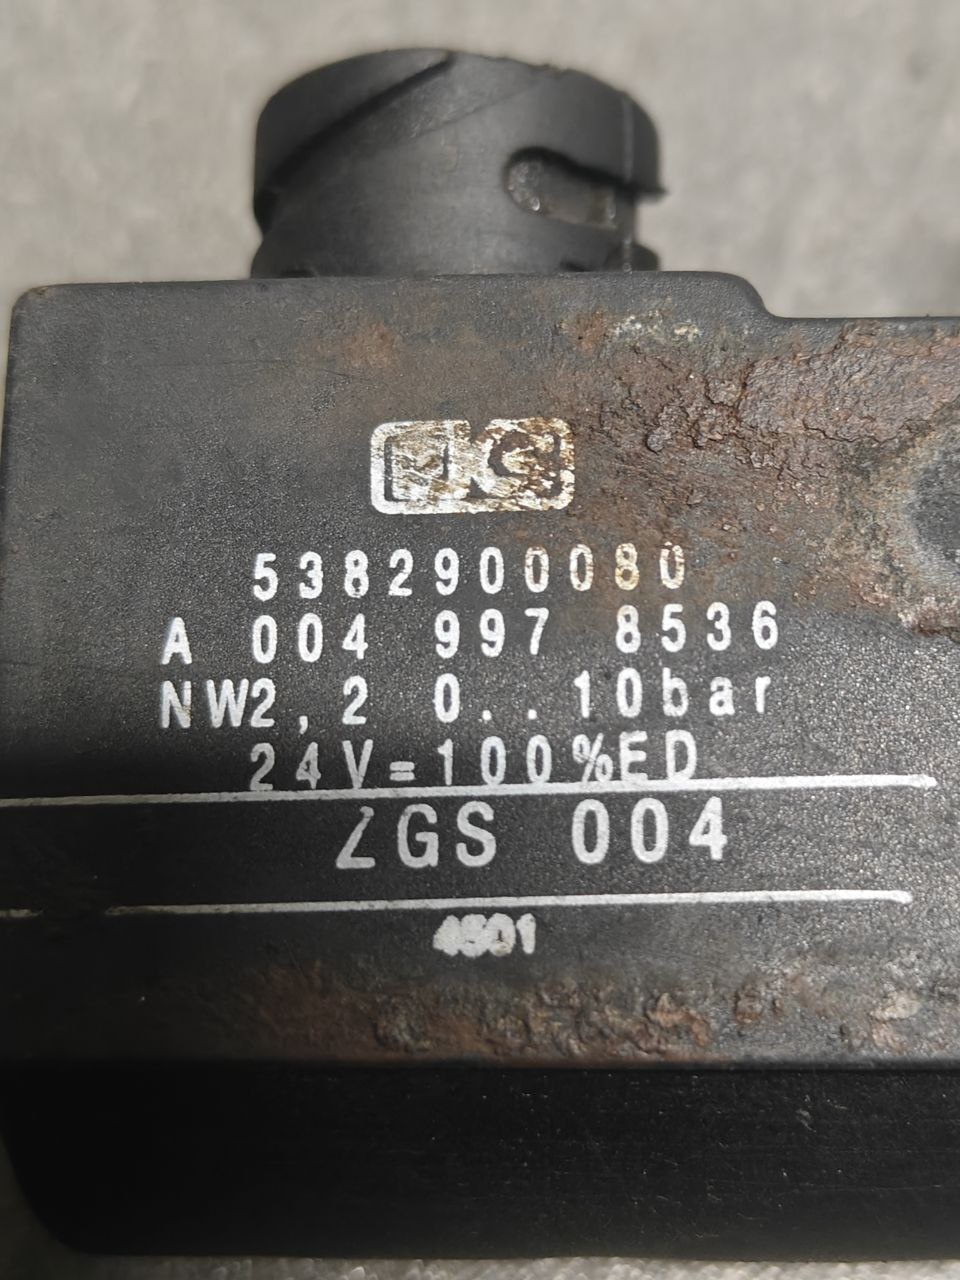 5382900080
A 004 997 8536
NW2,2 0..10bar
24V=100%ED
ZGS 004
4501